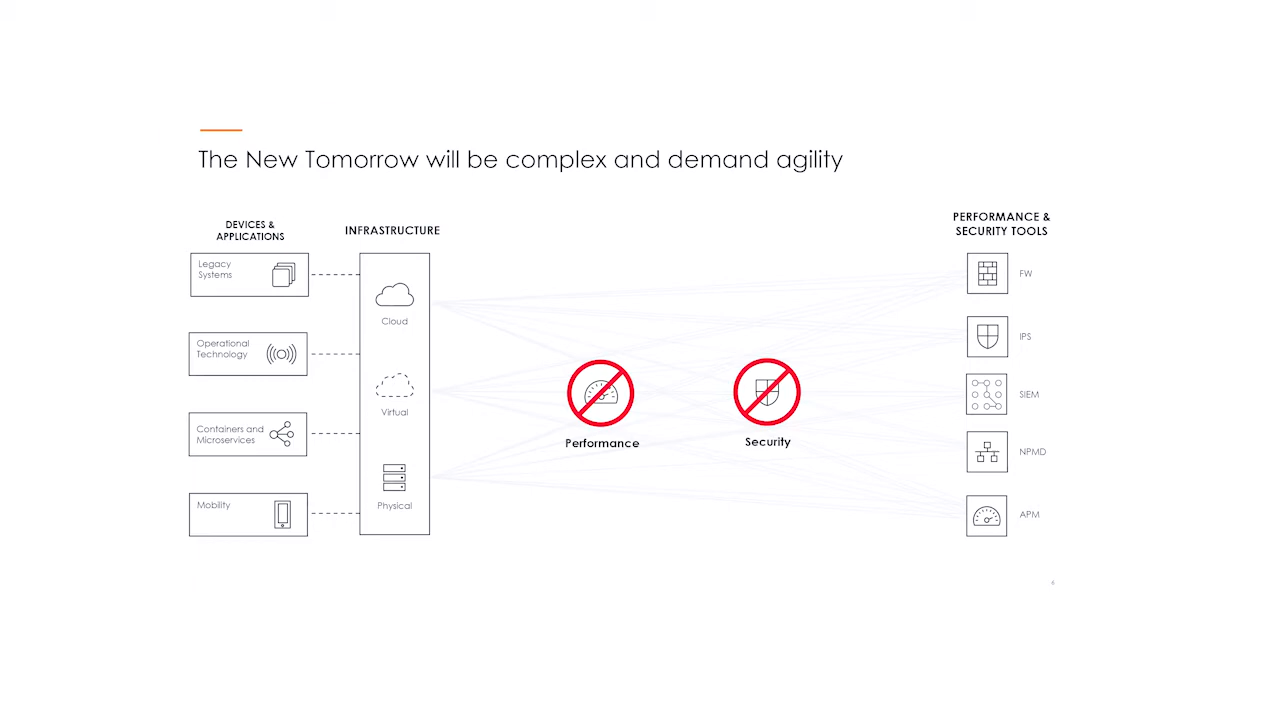 The New Tomorrow will be complex and demand agility
DEVICES &
APPLICATIONS
INFRASTRUCTURE
PERFORMANCE &
SECURITY TOOLS
Legacy
Systems
Operational
Technology
Containers and
Microservices
Mobility
Cloud
Virtual
Physical
Performance
Security
FW
IPS
SIEM
NPMD
APM
6